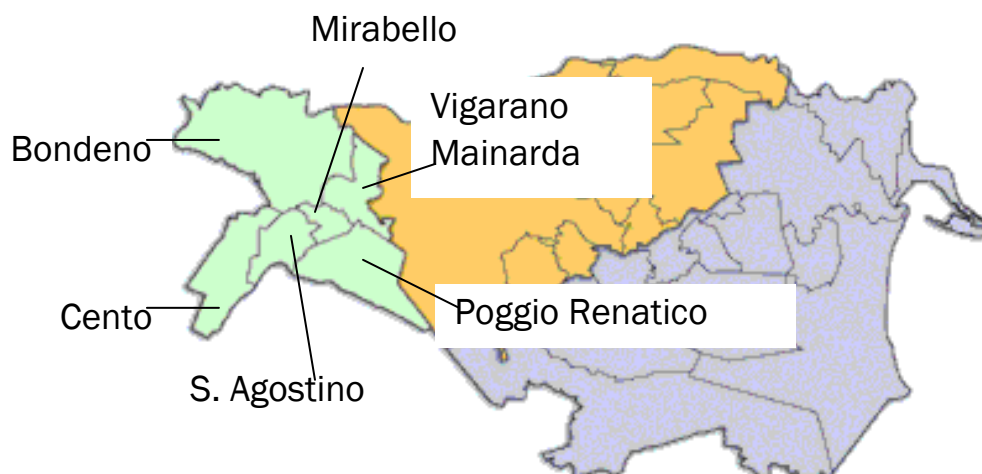 Mirabello
Vigarano
Mainarda
Bondeno
Cento
Poggio Renatico
S. Agostino